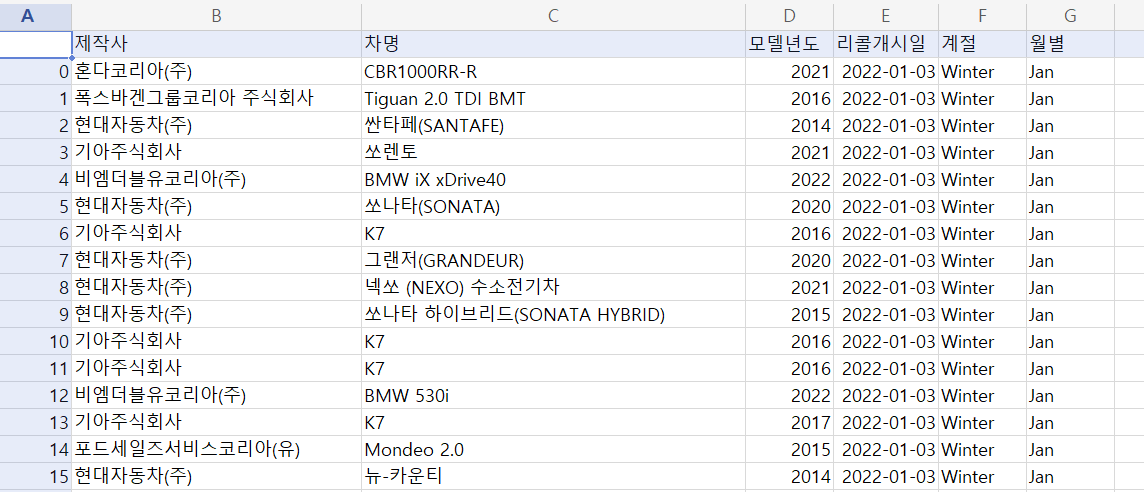 A B C D E F G
제작사 차명 모델년도 리콜개시일 계절 월별
0 혼다코리아(주) CBR1000RR-R 2021 2022-01-03 Winter Jan
1 폭스바겐그룹코리아 주식회사 Tiguan 2.0 TDI BMT 2016 2022-01-03 Winter Jan
2 현대자동차(주) 싼타페(SANTAFE) 2014 2022-01-03 Winter Jan
3 기아주식회사 쏘렌토 2021 2022-01-03 Winter Jan
4 비엠더블유코리아(주) BMW iX xDrive40 2022 2022-01-03 Winter Jan
5 현대자동차(주) 쏘나타(SONATA) 2020 2022-01-03 Winter Jan
6 기아주식회사 K7 2016 2022-01-03 Winter Jan
7 현대자동차(주) 그랜저(GRANDEUR) 2020 2022-01-03 Winter Jan
8 현대자동차(주) 넥쏘 (NEXO) 수소전기차 2021 2022-01-03 Winter Jan
9 현대자동차(주) 쏘나타 하이브리드(SONATA HYBRID) 2015 2022-01-03 Winter Jan
10 기아주식회사 K7 2016 2022-01-03 Winter Jan
11 기아주식회사 K7 2016 2022-01-03 Winter Jan
12 비엠더블유코리아(주) BMW 530i 2022 2022-01-03 Winter Jan
13 기아주식회사 K7 2017 2022-01-03 Winter Jan
14 포드세일즈서비스코리아(유) Mondeo 2.0 2015 2022-01-03 Winter Jan
15 현대자동차(주) 뉴-카운티 2014 2022-01-03 Winter Jan